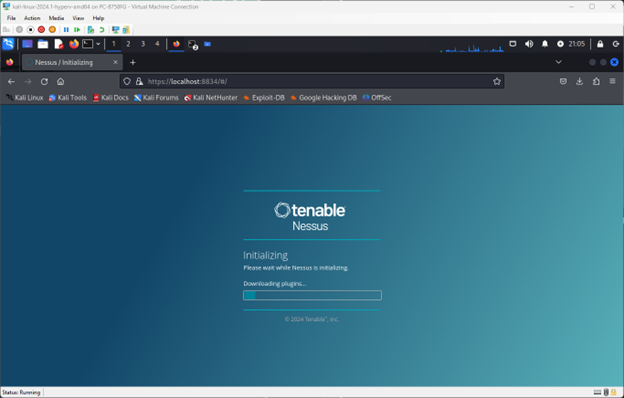 kali-linux-2024.1-hyperv-amd64 on PC-87589G - Virtual Machine Connection
File Action Media View Help
1 2 3 4
21:05
Nessus / Initializing
https://localhost:8834/#/
Kali Linux Kali Tools Kali Docs Kali Forums Kali NetHunter Exploit-DB Google Hacking DB OffSec
tenable
Nessus
Initializing
Please wait while Nessus is initializing.
Downloading plugins...
© 2024 Tenable™, Inc.
Status: Running